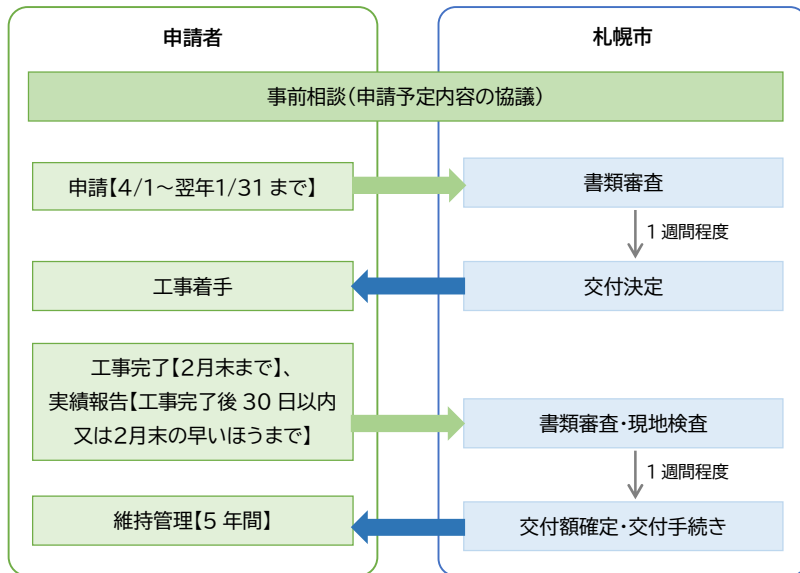 申請者
札幌市
事前相談(申請予定内容の協議)
申請【4/1～翌年1/31 まで】
書類審査
1 週間程度
工事着手
交付決定
工事完了【2月末まで】、
実績報告【工事完了後 30 日以内
又は2月末の早いほうまで】
書類審査・現地検査
1 週間程度
維持管理【5 年間】
交付額確定・交付手続き